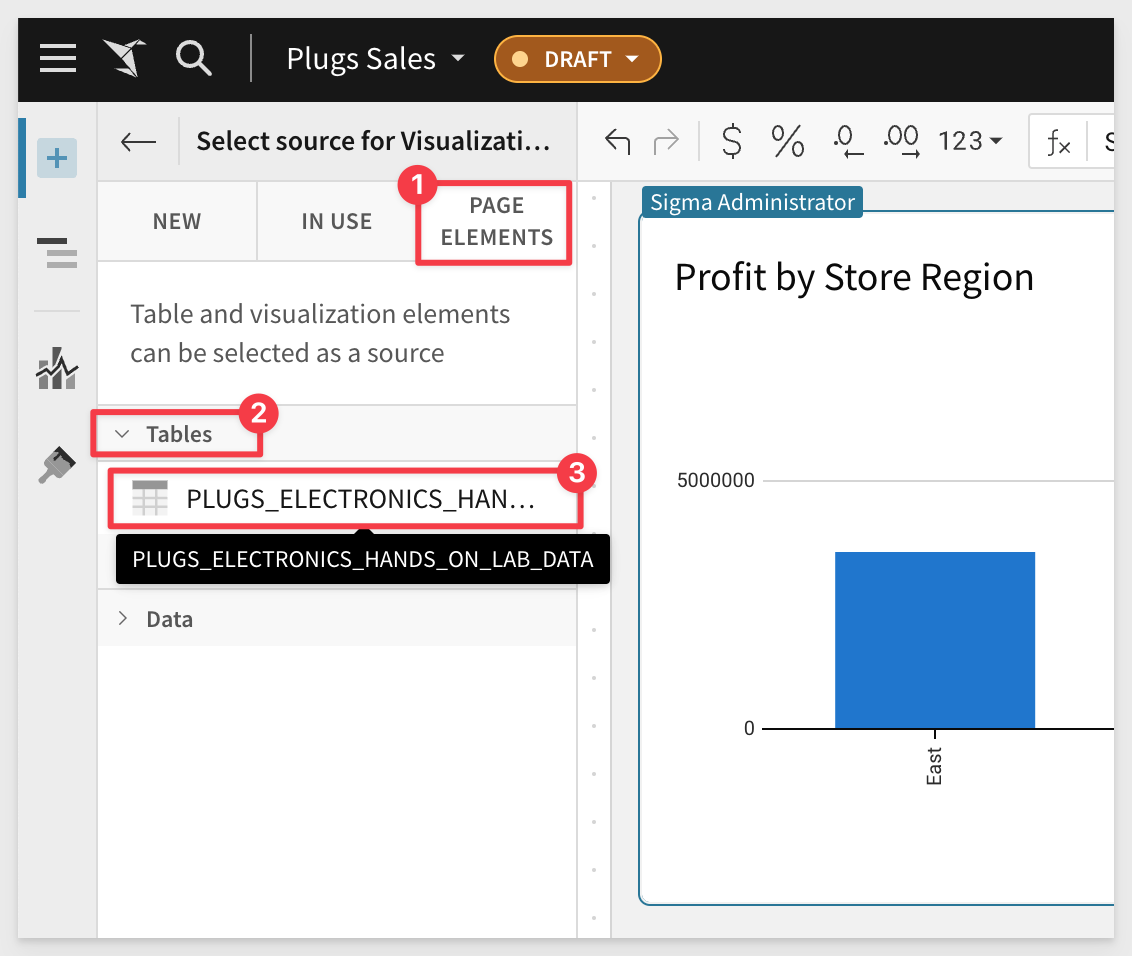 Plugs Sales
DRAFT
Select source for Visualizati...
$ % .0 .00 123
fx
S
NEW
IN USE
1
PAGE
ELEMENTS
Table and visualization elements
can be selected as a source
2
Tables
3
PLUGS_ELECTRONICS_HAN...
PLUGS_ELECTRONICS_HANDS_ON_LAB_DATA
Data
Sigma Administrator
Profit by Store Region
5000000
0
East